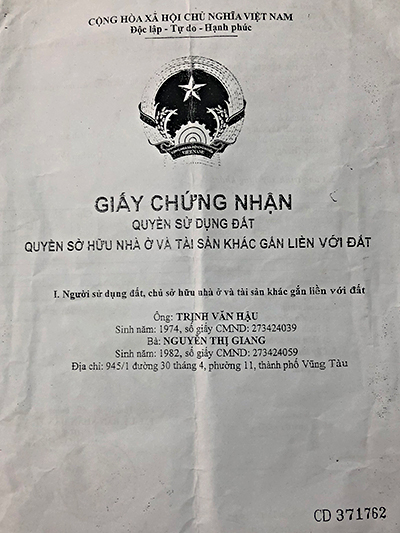 CỘNG HÒA XÃ HỘI CHỦ NGHĨA VIỆT NAM
Độc lập - Tự do - Hạnh phúc
VIETNAM
GIẤY CHỨNG NHẬN
QUYỀN SỬ DỤNG ĐẤT
QUYỀN SỞ HỮU NHÀ Ở VÀ TÀI SẢN KHÁC GẮN LIỀN VỚI ĐẤT
I. Người sử dụng đất, chủ sở hữu nhà ở và tài sản khác gắn liền với đất
Ông: TRỊNH VĂN HẬU
Sinh năm: 1974, số giấy CMND: 273424039
Bà: NGUYỄN THỊ GIANG
Sinh năm: 1982, số giấy CMND: 273424059
Địa chỉ: 945/1 đường 30 tháng 4, phường 11, thành phố Vũng Tàu
CD 371762